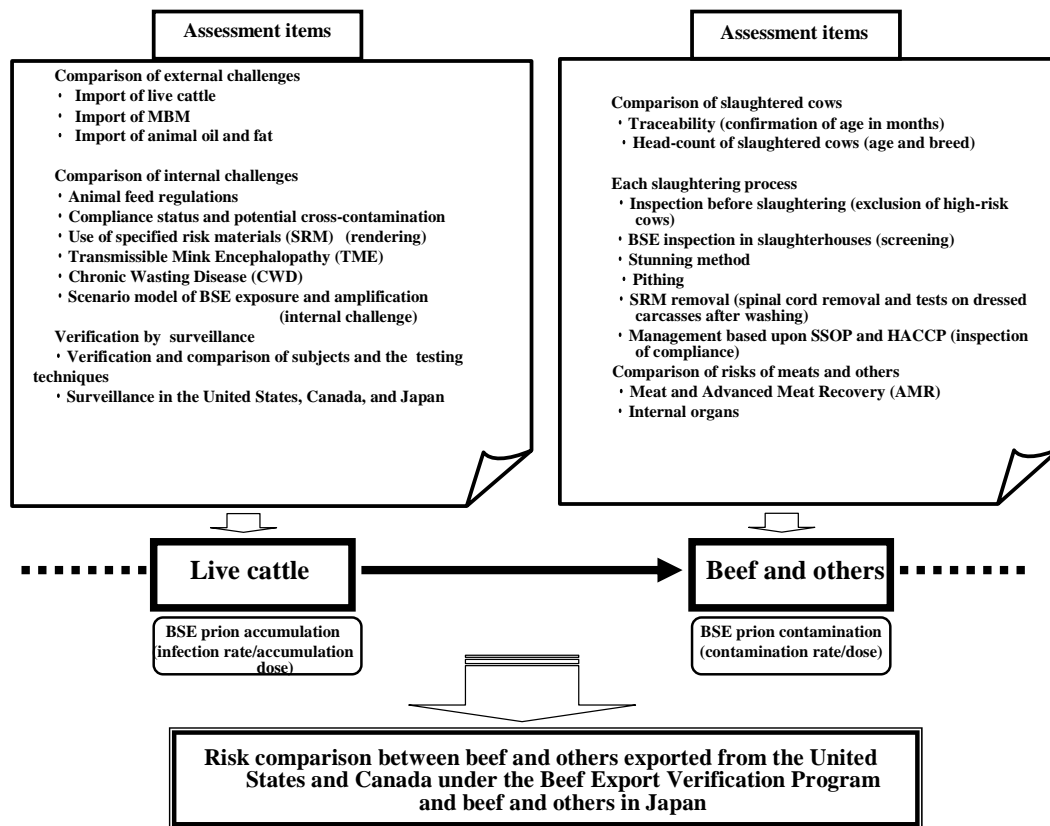 Assessment items
Comparison of external challenges
・ Import of live cattle
・ Import of MBM
・ Import of animal oil and fat
Comparison of internal challenges
・Animal feed regulations
・Compliance status and potential cross-contamination
・Use of specified risk materials (SRM) (rendering)
・Transmissible Mink Encephalopathy (TME)
・Chronic Wasting Disease (CWD)
・Scenario model of BSE exposure and amplification
(internal challenge)
Verification by surveillance
・Verification and comparison of subjects and the testing
techniques
・Surveillance in the United States, Canada, and Japan
Assessment items
Comparison of slaughtered cows
・Traceability (confirmation of age in months)
・Head-count of slaughtered cows (age and breed)
Each slaughtering process
・Inspection before slaughtering (exclusion of high-risk
cows)
・BSE inspection in slaughterhouses (screening)
・Stunning method
・Pithing
・SRM removal (spinal cord removal and tests on dressed
carcasses after washing)
・Management based upon SSOP and HACCP (inspection
of compliance)
Comparison of risks of meats and others
・Meat and Advanced Meat Recovery (AMR)
・Internal organs
Live cattle
Beef and others
BSE prion accumulation
(infection rate/accumulation
dose)
BSE prion contamination
(contamination rate/dose)
Risk comparison between beef and others exported from the United
States and Canada under the Beef Export Verification Program
and beef and others in Japan